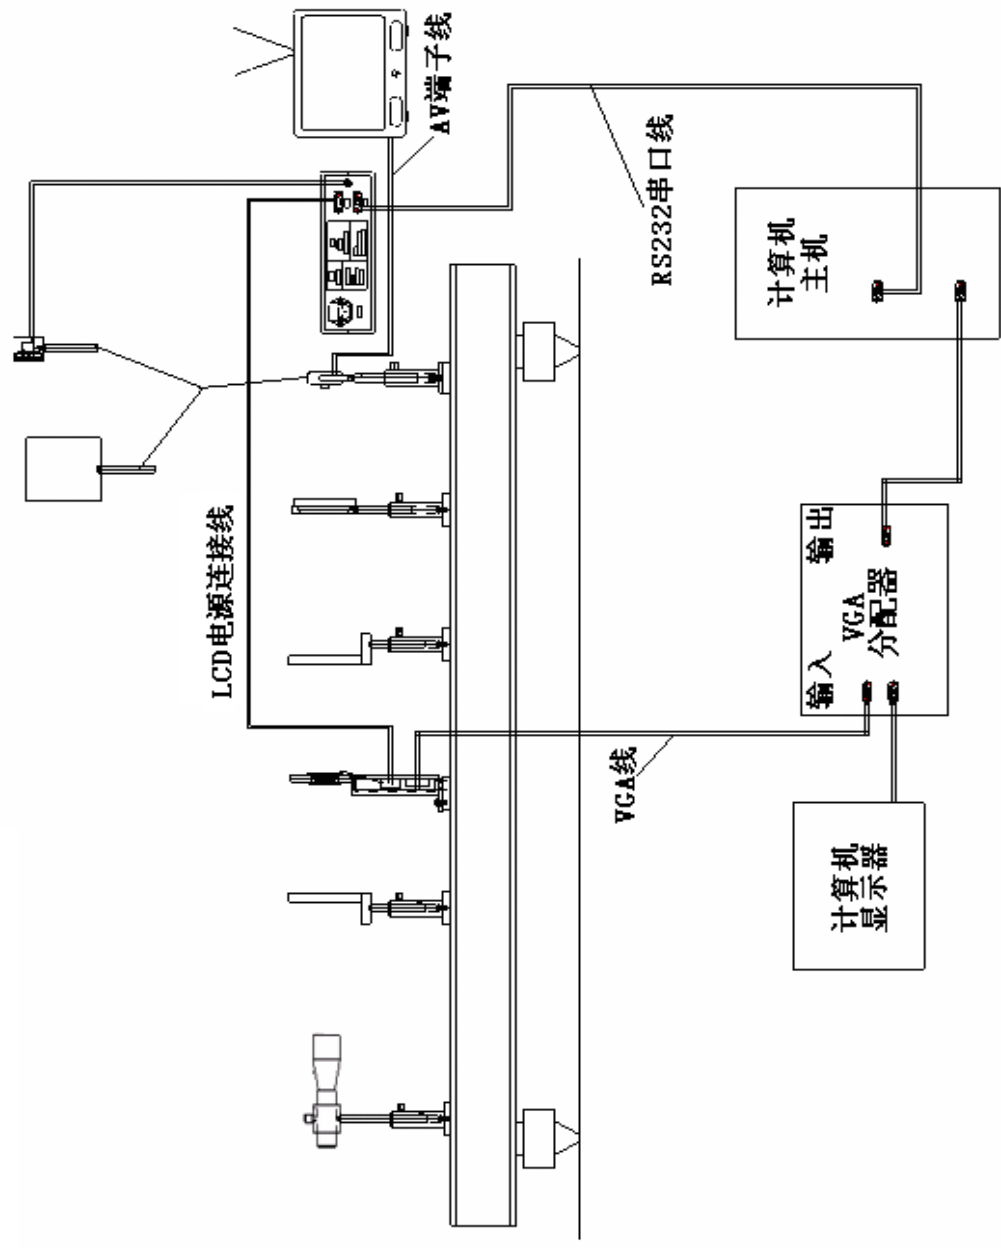 AV端子线
RS232串口线
LCD电源连接线
VGA线
计算机
主机
输入
输出
VGA
分配器
计算机
显示器